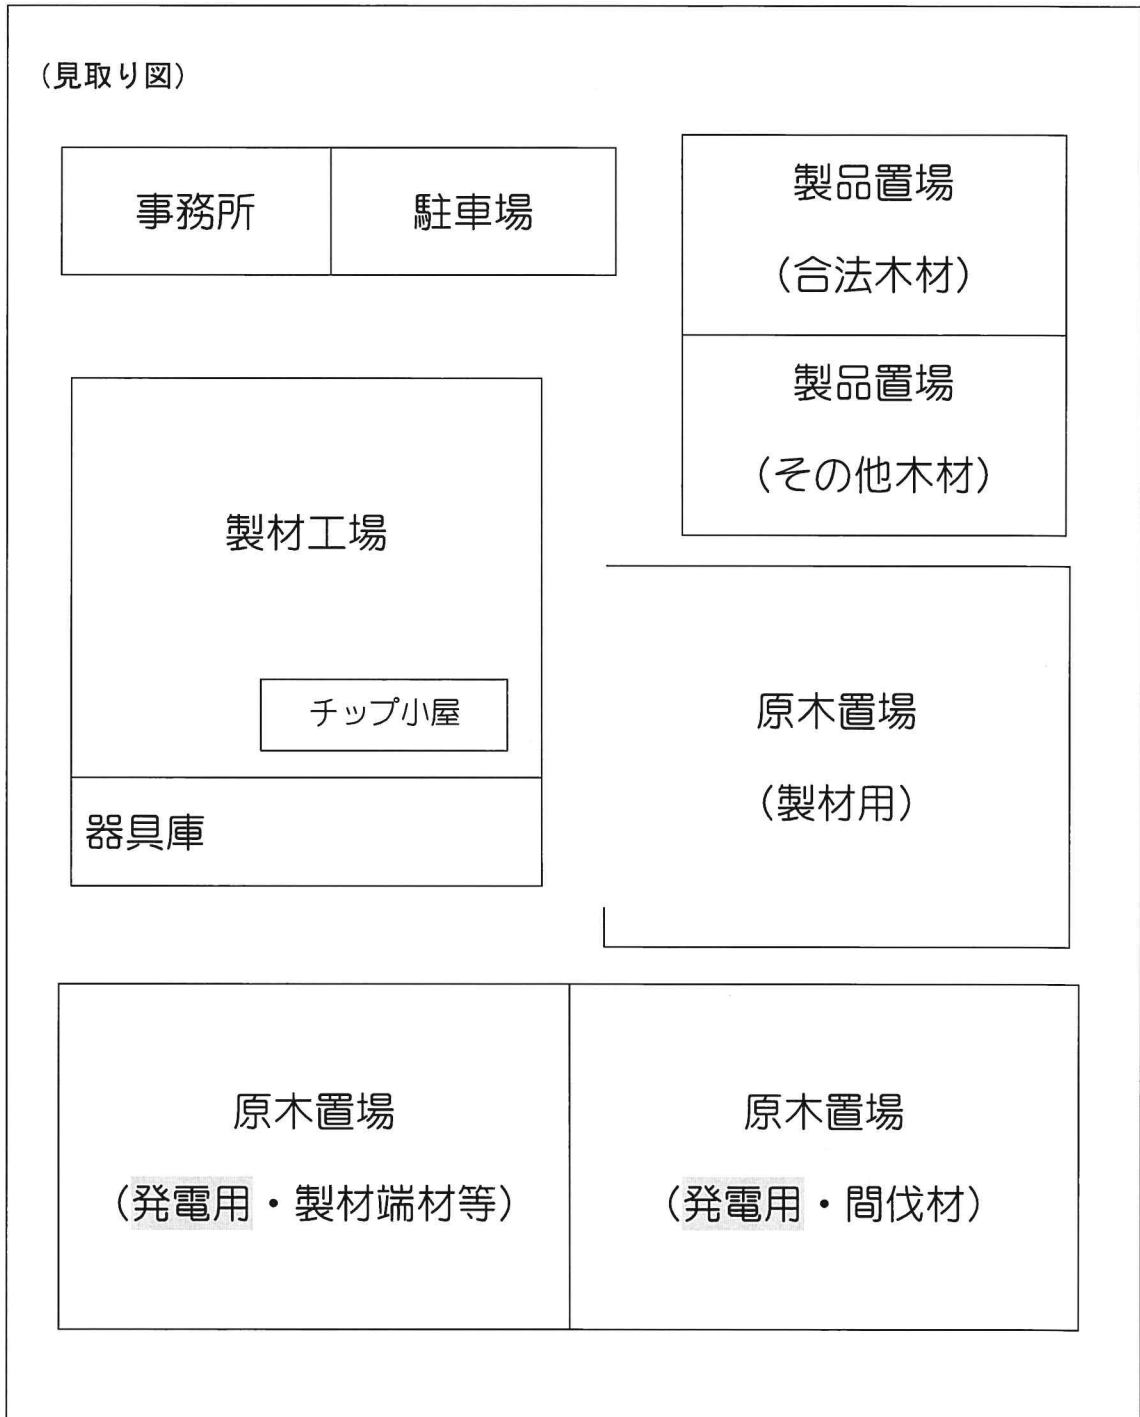 (見取り図)
事務所
駐車場
製品置場
(合法木材)
製品置場
(その他木材)
製材工場
チップ小屋
器具庫
原木置場
(製材用)
原木置場
(発電用・製材端材等)
原木置場
(発電用・間伐材)